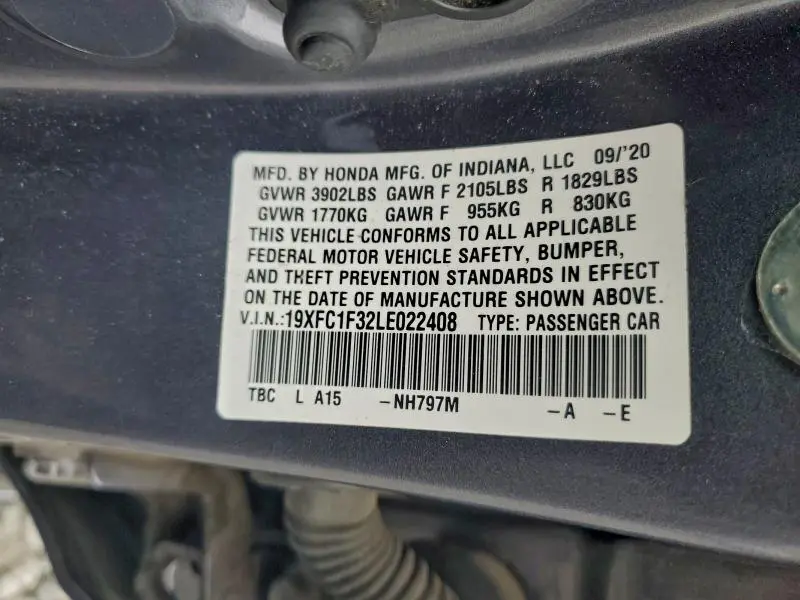 MFD. BY HONDA MFG. OF INDIANA, LLC 09/'20
GVWR 3902LBS GAWR F 2105LBS R 1829LBS
GVWR 1770KG GAWR F 955KG R 830KG
THIS VEHICLE CONFORMS TO ALL APPLICABLE
FEDERAL MOTOR VEHICLE SAFETY, BUMPER,
AND THEFT PREVENTION STANDARDS IN EFFECT
ON THE DATE OF MANUFACTURE SHOWN ABOVE.
V.I.N.:19XFC1F32LE022408 TYPE: PASSENGER CAR
TBC L A15 -NH797M -A -E